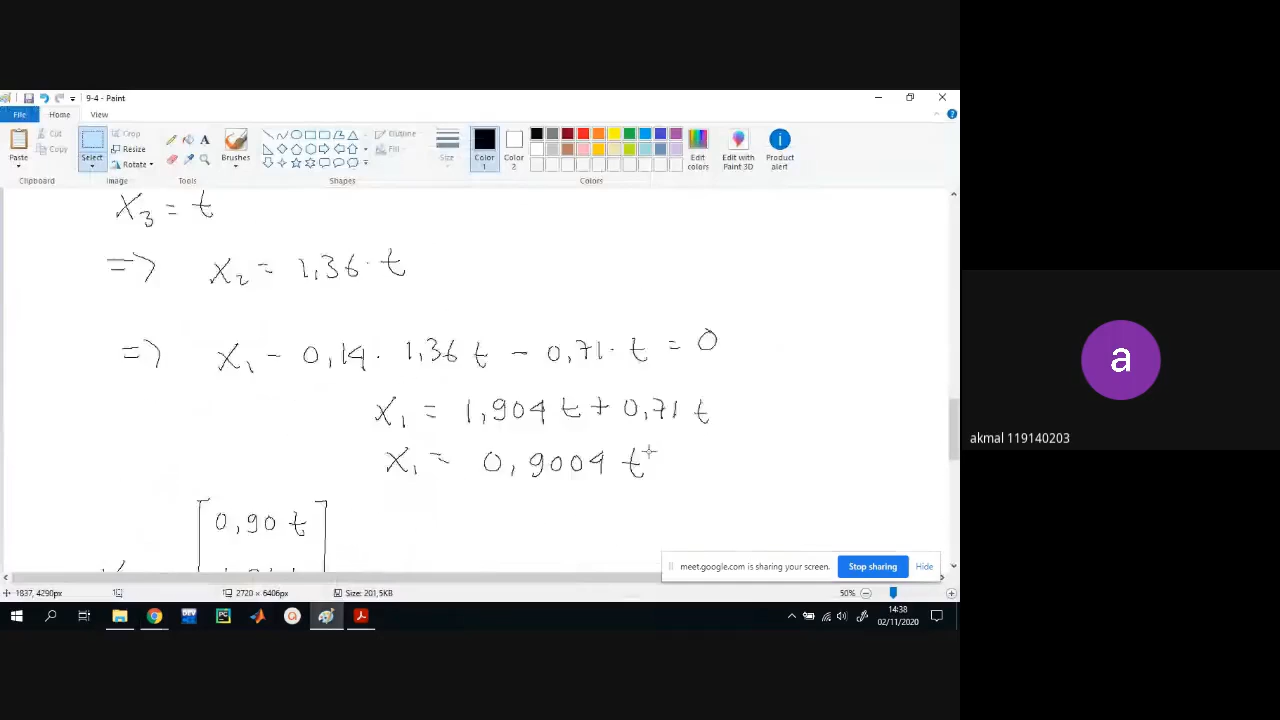 9-4 - Paint
File Home View
Paste Cut Copy Clipboard
Select Crop Resize Rotate Image
Tools
Brushes
Shapes Outline Fill
Size
Color 1 Color 2 Edit colors Colors
Edit with Paint 3D Product alert
X₃ = t
=> X₂ = 1,36 · t
=> X₁ - 0,14 · 1,36 t - 0,71 · t = 0
X₁ = 1,904 t + 0,71 t
X₁ = 0,9004 t
0,90 t
akmal 119140203
a
meet.google.com is sharing your screen. Stop sharing Hide
1837, 4290px 2720 × 6406px Size: 201,5KB 50%
14:38
02/11/2020